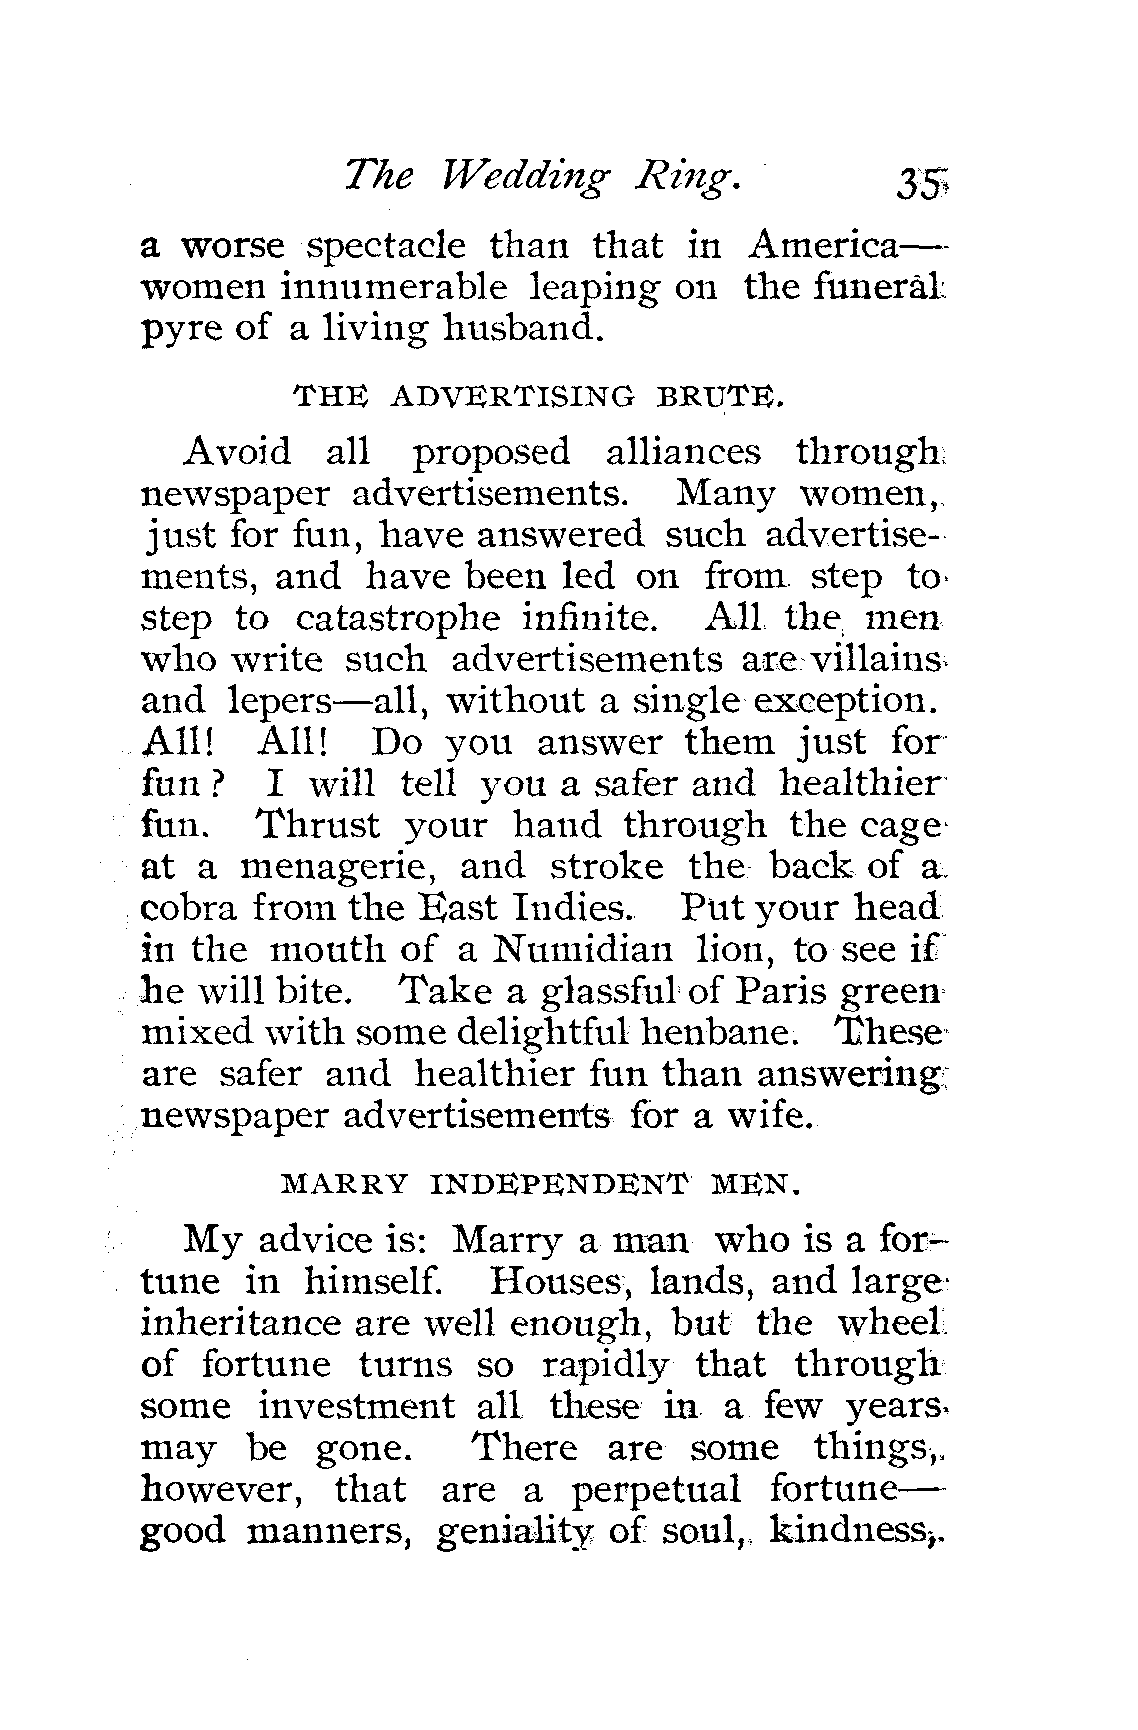 The Wedding Ring. 35
a worse spectacle than that in America—
women innumerable leaping on the funeral
pyre of a living husband.
THE ADVERTISING BRUTE.
Avoid all proposed alliances through
newspaper advertisements. Many women,
just for fun, have answered such advertise-
ments, and have been led on from step to
step to catastrophe infinite. All the men
who write such advertisements are villains
and lepers—all, without a single exception.
All! All! Do you answer them just for
fun? I will tell you a safer and healthier
fun. Thrust your hand through the cage
at a menagerie, and stroke the back of a
cobra from the East Indies. Put your head
in the mouth of a Numidian lion, to see if
he will bite. Take a glassful of Paris green
mixed with some delightful henbane. These
are safer and healthier fun than answering
newspaper advertisements for a wife.
MARRY INDEPENDENT MEN.
My advice is: Marry a man who is a for-
tune in himself. Houses, lands, and large
inheritance are well enough, but the wheel
of fortune turns so rapidly that through
some investment all these in a few years
may be gone. There are some things,
however, that are a perpetual fortune—
good manners, geniality of soul, kindness,